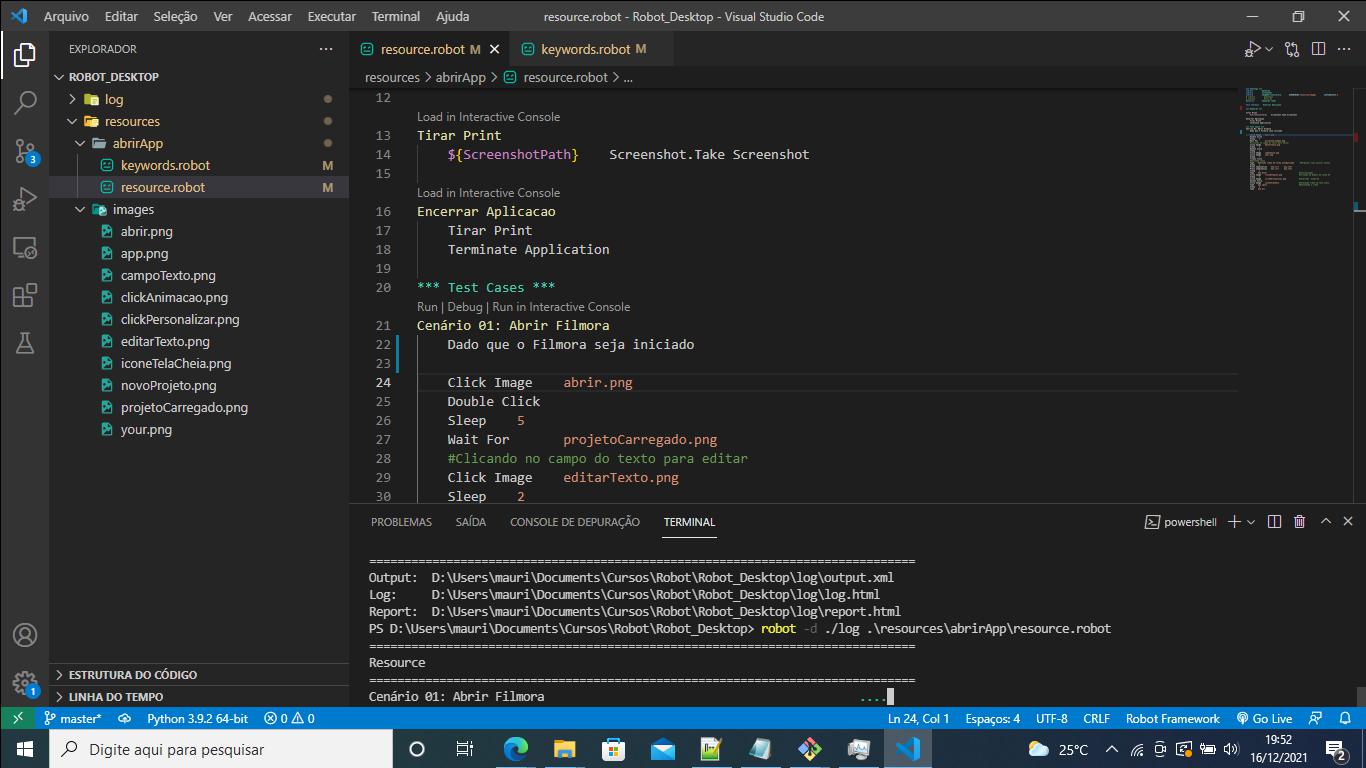 Arquivo Editar Seleção Ver Acessar Executar Terminal Ajuda
resource.robot - Robot_Desktop - Visual Studio Code
EXPLORADOR
ROBOT_DESKTOP
log
resources
abrirApp
keywords.robot M
resource.robot M
images
abrir.png
app.png
campoTexto.png
clickAnimacao.png
clickPersonalizar.png
editarTexto.png
iconeTelaCheia.png
novoProjeto.png
projetoCarregado.png
your.png
ESTRUTURA DO CÓDIGO
LINHA DO TEMPO
3
1
resource.robot M
keywords.robot M
resources > abrirApp > resource.robot > ...
12
Load in Interactive Console
13 Tirar Print
14 ${ScreenshotPath} Screenshot.Take Screenshot
15
Load in Interactive Console
16 Encerrar Aplicacao
17 Tirar Print
18 Terminate Application
19
20 *** Test Cases ***
Run | Debug | Run in Interactive Console
21 Cenário 01: Abrir Filmora
22 Dado que o Filmora seja iniciado
23
24 Click Image abrir.png
25 Double Click
26 Sleep 5
27 Wait For projetoCarregado.png
28 #Clicando no campo do texto para editar
29 Click Image editarTexto.png
30 Sleep 2
PROBLEMAS SAÍDA CONSOLE DE DEPURAÇÃO TERMINAL
powershell
==============================================================================
Output: D:\Users\mauri\Documents\Cursos\Robot\Robot_Desktop\log\output.xml
Log: D:\Users\mauri\Documents\Cursos\Robot\Robot_Desktop\log\log.html
Report: D:\Users\mauri\Documents\Cursos\Robot\Robot_Desktop\log\report.html
PS D:\Users\mauri\Documents\Cursos\Robot\Robot_Desktop> robot -d ./log .\resources\abrirApp\resource.robot
==============================================================================
Resource
==============================================================================
Cenário 01: Abrir Filmora ....
master* Python 3.9.2 64-bit 0 0
Ln 24, Col 1 Espaços: 4 UTF-8 CRLF Robot Framework Go Live
Digite aqui para pesquisar
25°C
19:52
16/12/2021
2